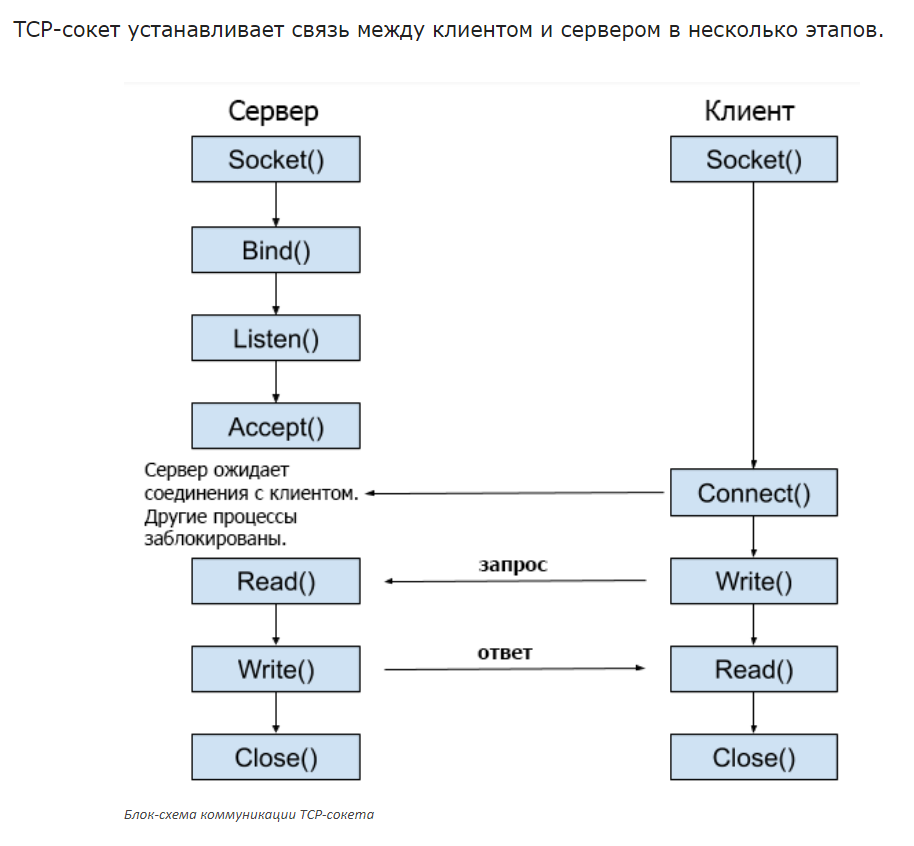 TCP-сокет устанавливает связь между клиентом и сервером в несколько этапов.
Сервер
Клиент
Socket()
Socket()
Bind()
Listen()
Accept()
Сервер ожидает
соединения с клиентом.
Другие процессы
заблокированы.
Connect()
Read()
запрос
Write()
Write()
ответ
Read()
Close()
Close()
Блок-схема коммуникации TCP-сокета